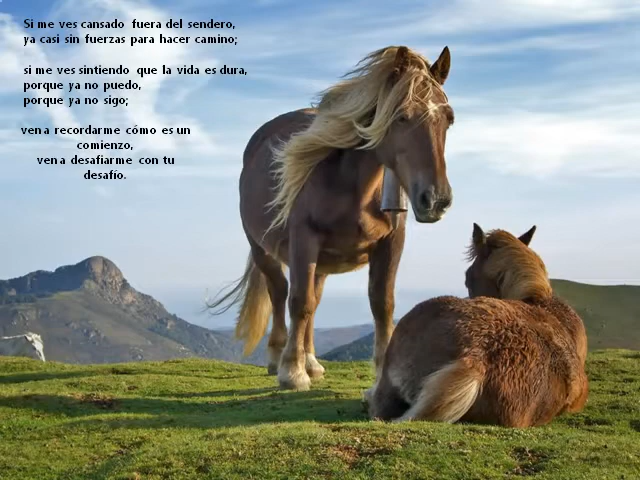 Si me ves cansado fuera del sendero,
ya casi sin fuerzas para hacer camino;
si me ves sintiendo que la vida es dura,
porque ya no puedo,
porque ya no sigo;
ven a recordarme cómo es un
comienzo,
ven a desafiarme con tu
desafío.